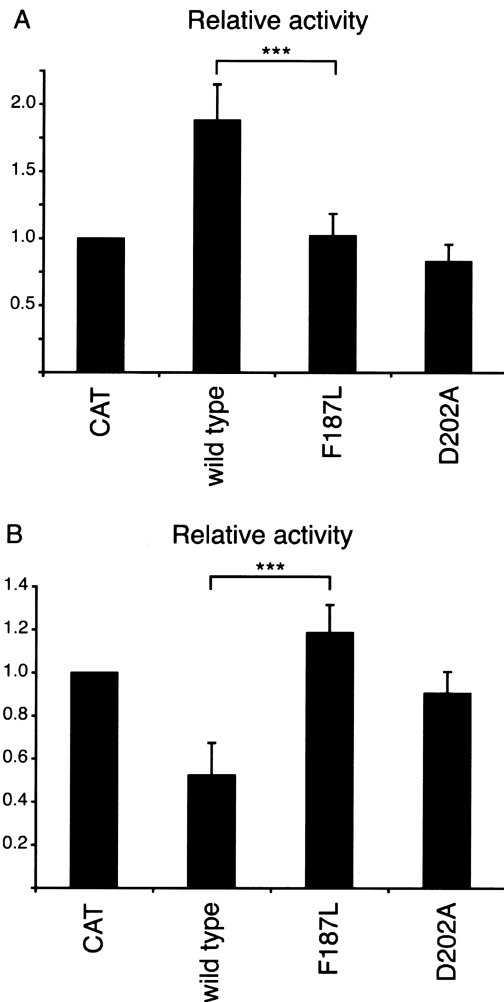 A Relative activity
***
2.0
1.5
1.0
0.5
CAT
wild type
F187L
D202A
B Relative activity
***
1.4
1.2
1.0
0.8
0.6
0.4
0.2
CAT
wild type
F187L
D202A